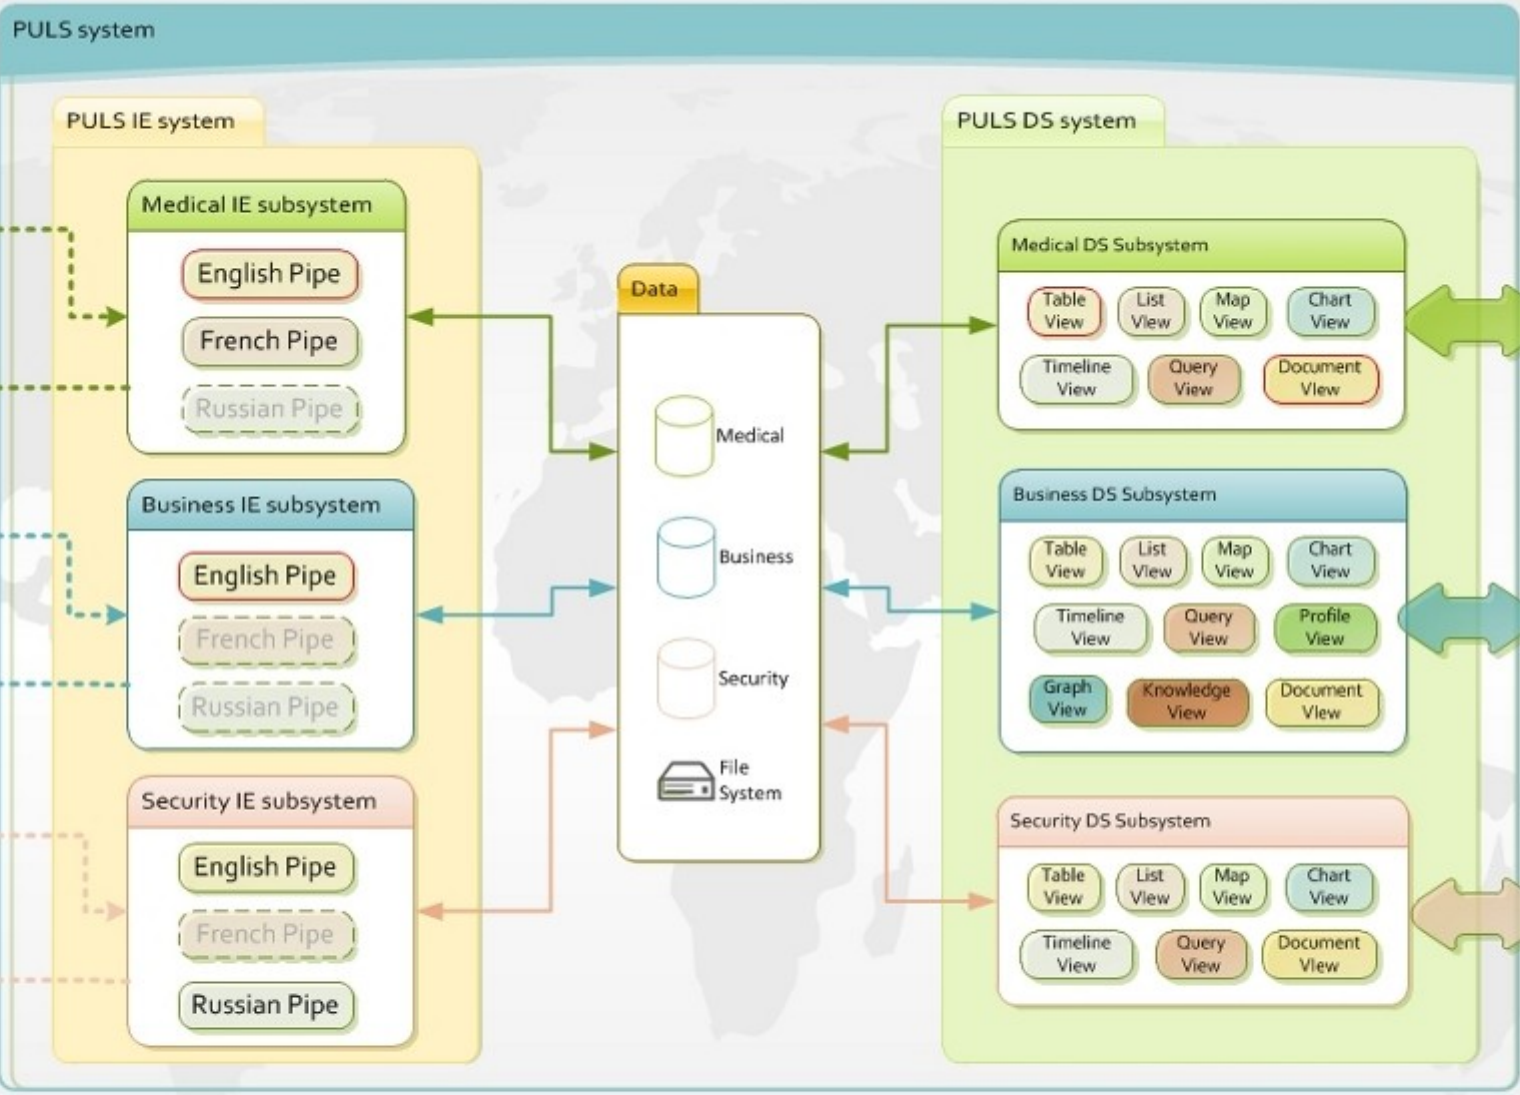 PULS system
PULS IE system
Medical IE subsystem
English Pipe
French Pipe
Russian Pipe
Business IE subsystem
English Pipe
French Pipe
Russian Pipe
Security IE subsystem
English Pipe
French Pipe
Russian Pipe
Data
Medical
Business
Security
File
System
PULS DS system
Medical DS Subsystem
Table
View
List
VIew
Map
View
Chart
View
Timeline
View
Query
View
Document
VIew
Business DS Subsystem
Table
View
List
VIew
Map
View
Chart
View
Timeline
View
Query
View
Profile
View
Graph
View
Knowledge
View
Document
VIew
Security DS Subsystem
Table
View
List
VIew
Map
View
Chart
View
Timeline
View
Query
View
Document
VIew